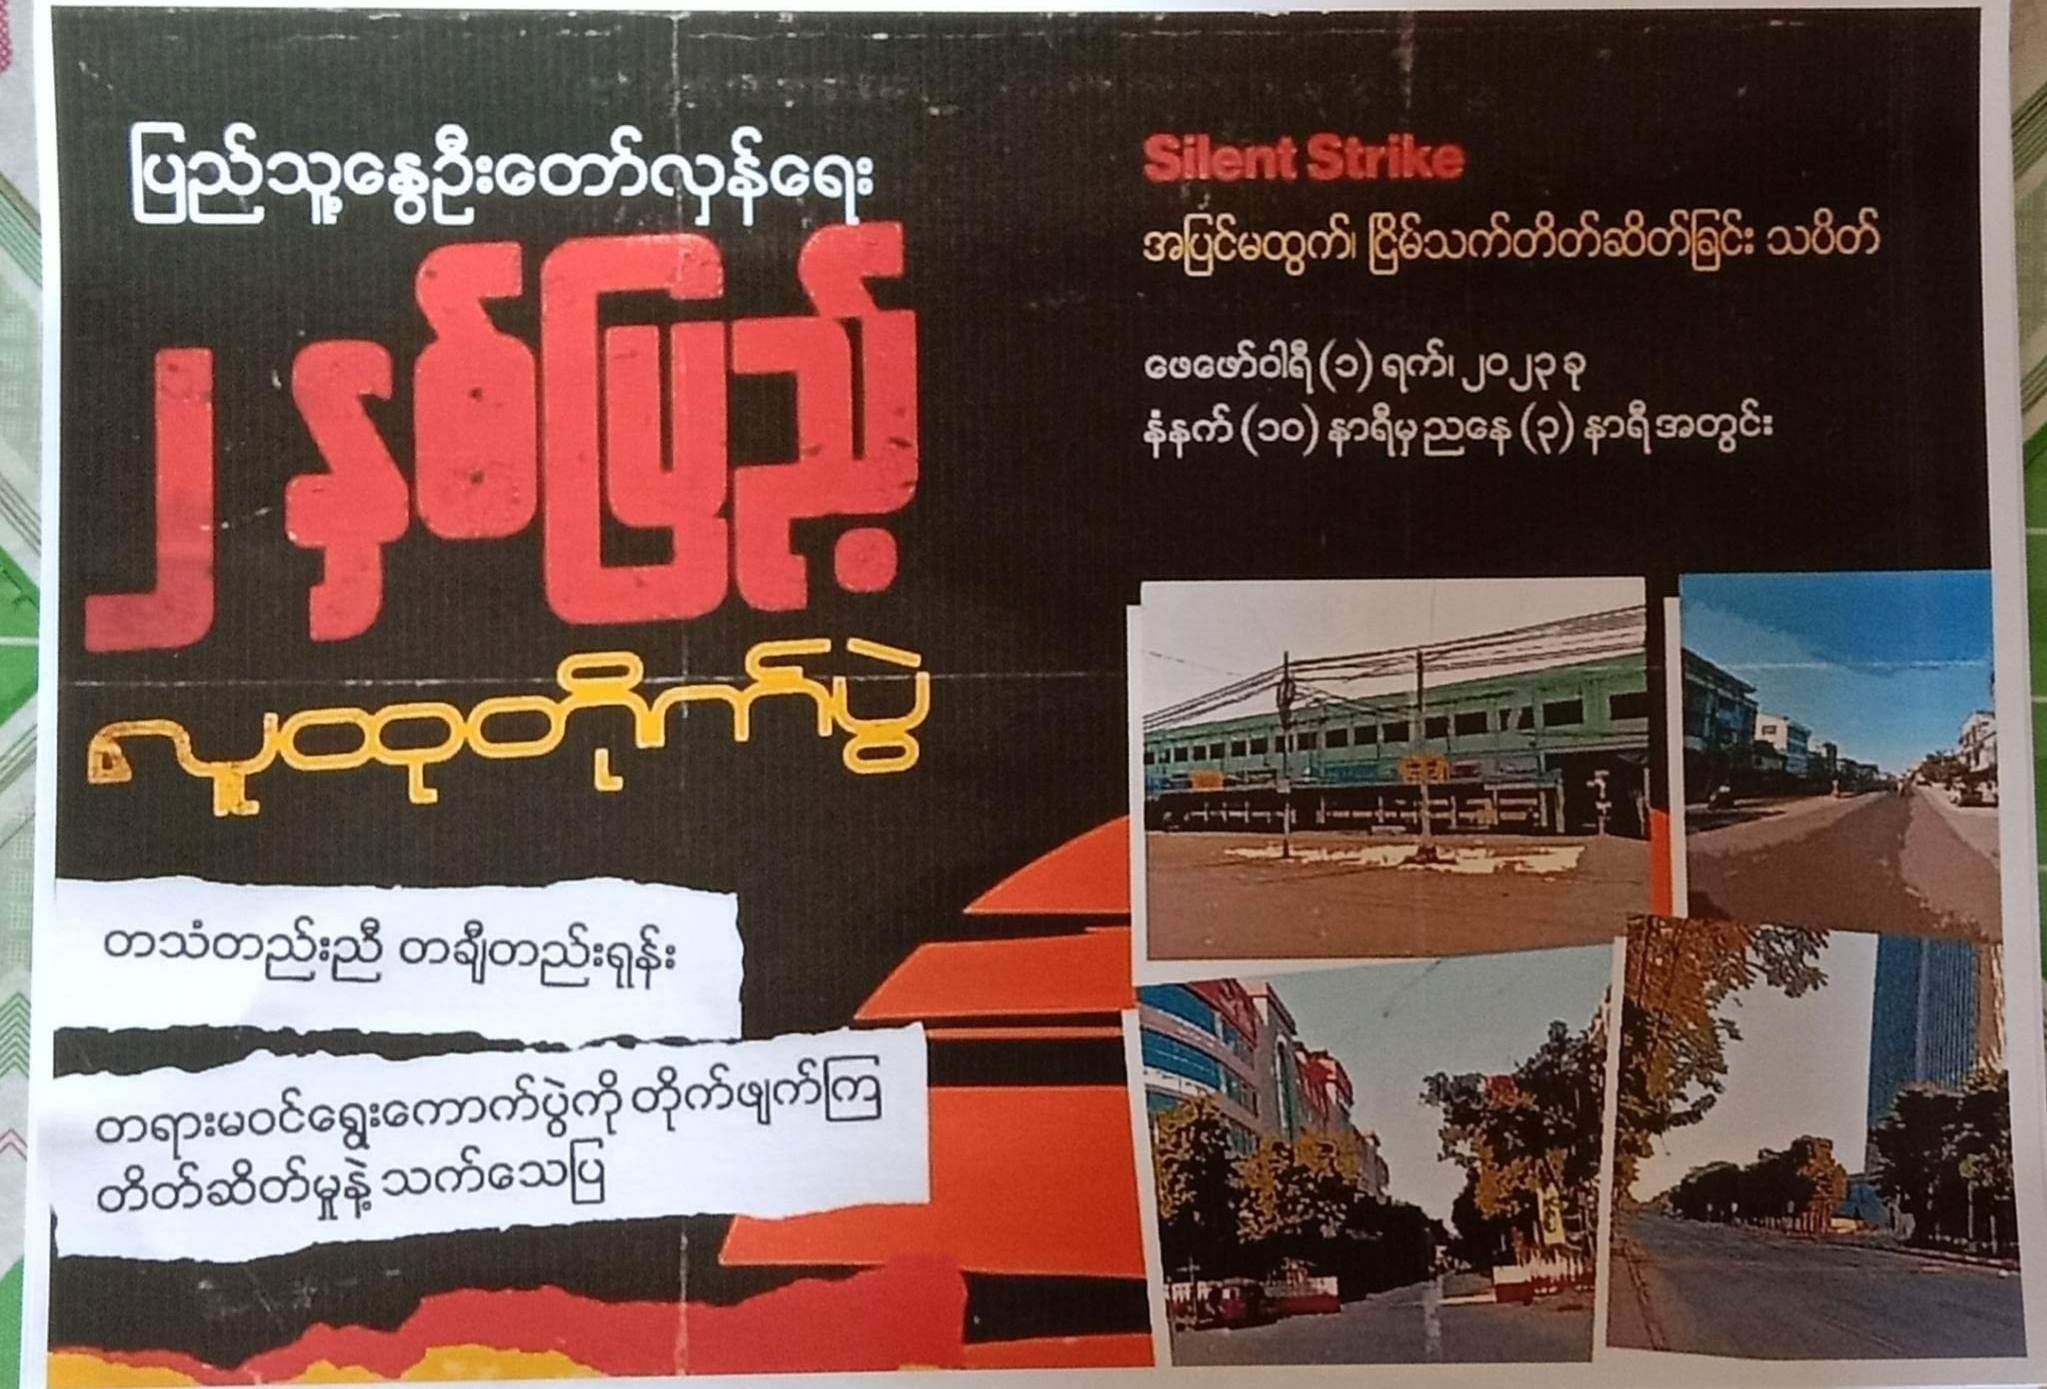 ပြည်သူ့နွေဦးတော်လှန်ရေး
၂ နှစ်ပြည့်
လူထုတိုက်ပွဲ
တသံတည်းညီ တချီတည်းရုန်း
တရားမဝင်ရွေးကောက်ပွဲကို တိုက်ဖျက်ကြ
တိတ်ဆိတ်မှုနဲ့ သက်သေပြ
Silent Strike
အပြင်မထွက်၊ ငြိမ်သက်တိတ်ဆိတ်ခြင်း သပိတ်
ဖေဖော်ဝါရီ (၁) ရက်၊ ၂၀၂၃ ခု
နံနက် (၁၀) နာရီမှ ညနေ (၃) နာရီ အတွင်း